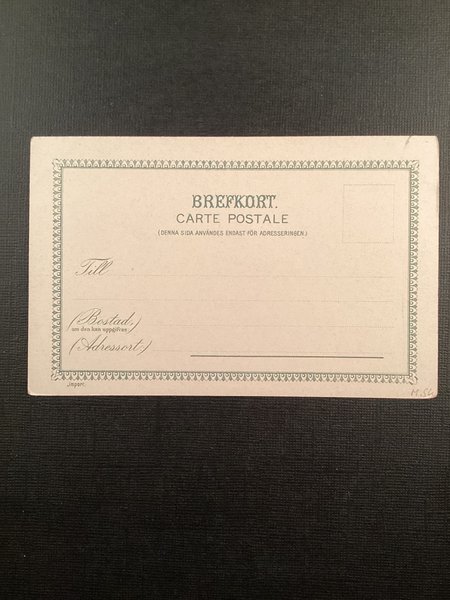 BREFKORT.
CARTE POSTALE
(DENNA SIDA ANVÄNDES ENDAST FÖR ADRESSERINGEN.)
Till
(Bostad,
om den kan uppgifvas)
(Adressort.)
Import.